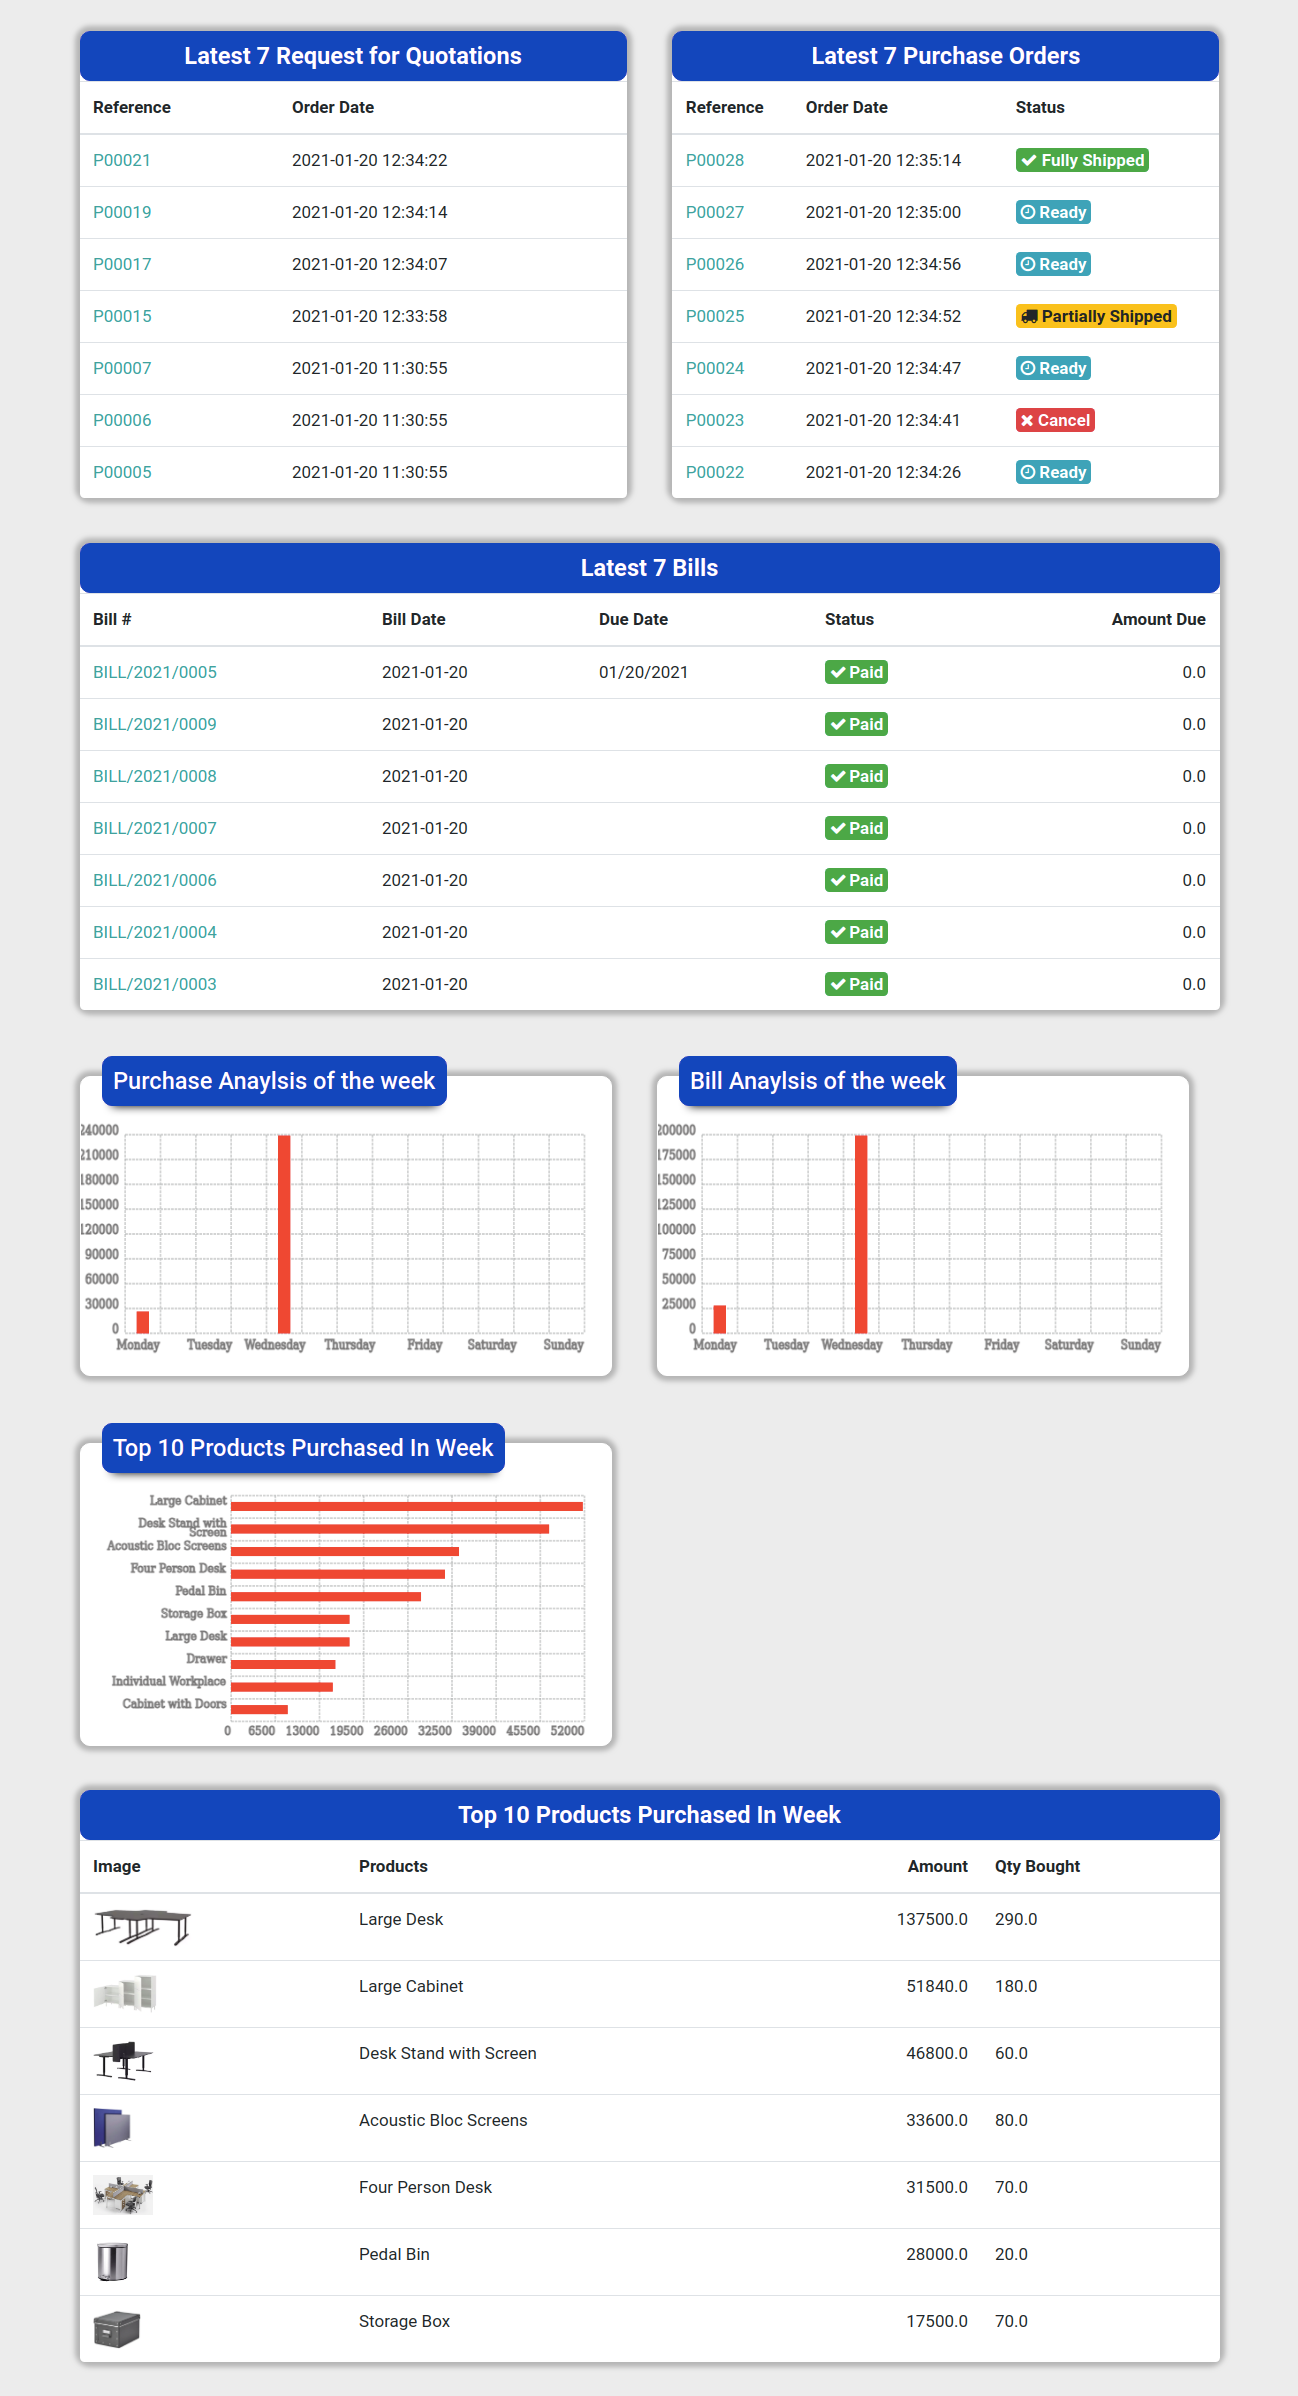 Latest 7 Request for Quotations
Reference Order Date
P00021 2021-01-20 12:34:22
P00019 2021-01-20 12:34:14
P00017 2021-01-20 12:34:07
P00015 2021-01-20 12:33:58
P00007 2021-01-20 11:30:55
P00006 2021-01-20 11:30:55
P00005 2021-01-20 11:30:55
Latest 7 Purchase Orders
Reference Order Date Status
P00028 2021-01-20 12:35:14 Fully Shipped
P00027 2021-01-20 12:35:00 Ready
P00026 2021-01-20 12:34:56 Ready
P00025 2021-01-20 12:34:52 Partially Shipped
P00024 2021-01-20 12:34:47 Ready
P00023 2021-01-20 12:34:41 Cancel
P00022 2021-01-20 12:34:26 Ready
Latest 7 Bills
Bill # Bill Date Due Date Status Amount Due
BILL/2021/0005 2021-01-20 01/20/2021 Paid 0.0
BILL/2021/0009 2021-01-20 Paid 0.0
BILL/2021/0008 2021-01-20 Paid 0.0
BILL/2021/0007 2021-01-20 Paid 0.0
BILL/2021/0006 2021-01-20 Paid 0.0
BILL/2021/0004 2021-01-20 Paid 0.0
BILL/2021/0003 2021-01-20 Paid 0.0
Purchase Anaylsis of the week
240000
210000
180000
150000
120000
90000
60000
30000
0
Monday Tuesday Wednesday Thursday Friday Saturday Sunday
Bill Anaylsis of the week
200000
175000
150000
125000
100000
75000
50000
25000
0
Monday Tuesday Wednesday Thursday Friday Saturday Sunday
Top 10 Products Purchased In Week
Large Cabinet
Desk Stand with
Screen
Acoustic Bloc Screens
Four Person Desk
Pedal Bin
Storage Box
Large Desk
Drawer
Individual Workplace
Cabinet with Doors
0 6500 13000 19500 26000 32500 39000 45500 52000
Top 10 Products Purchased In Week
Image Products Amount Qty Bought
Large Desk 137500.0 290.0
Large Cabinet 51840.0 180.0
Desk Stand with Screen 46800.0 60.0
Acoustic Bloc Screens 33600.0 80.0
Four Person Desk 31500.0 70.0
Pedal Bin 28000.0 20.0
Storage Box 17500.0 70.0